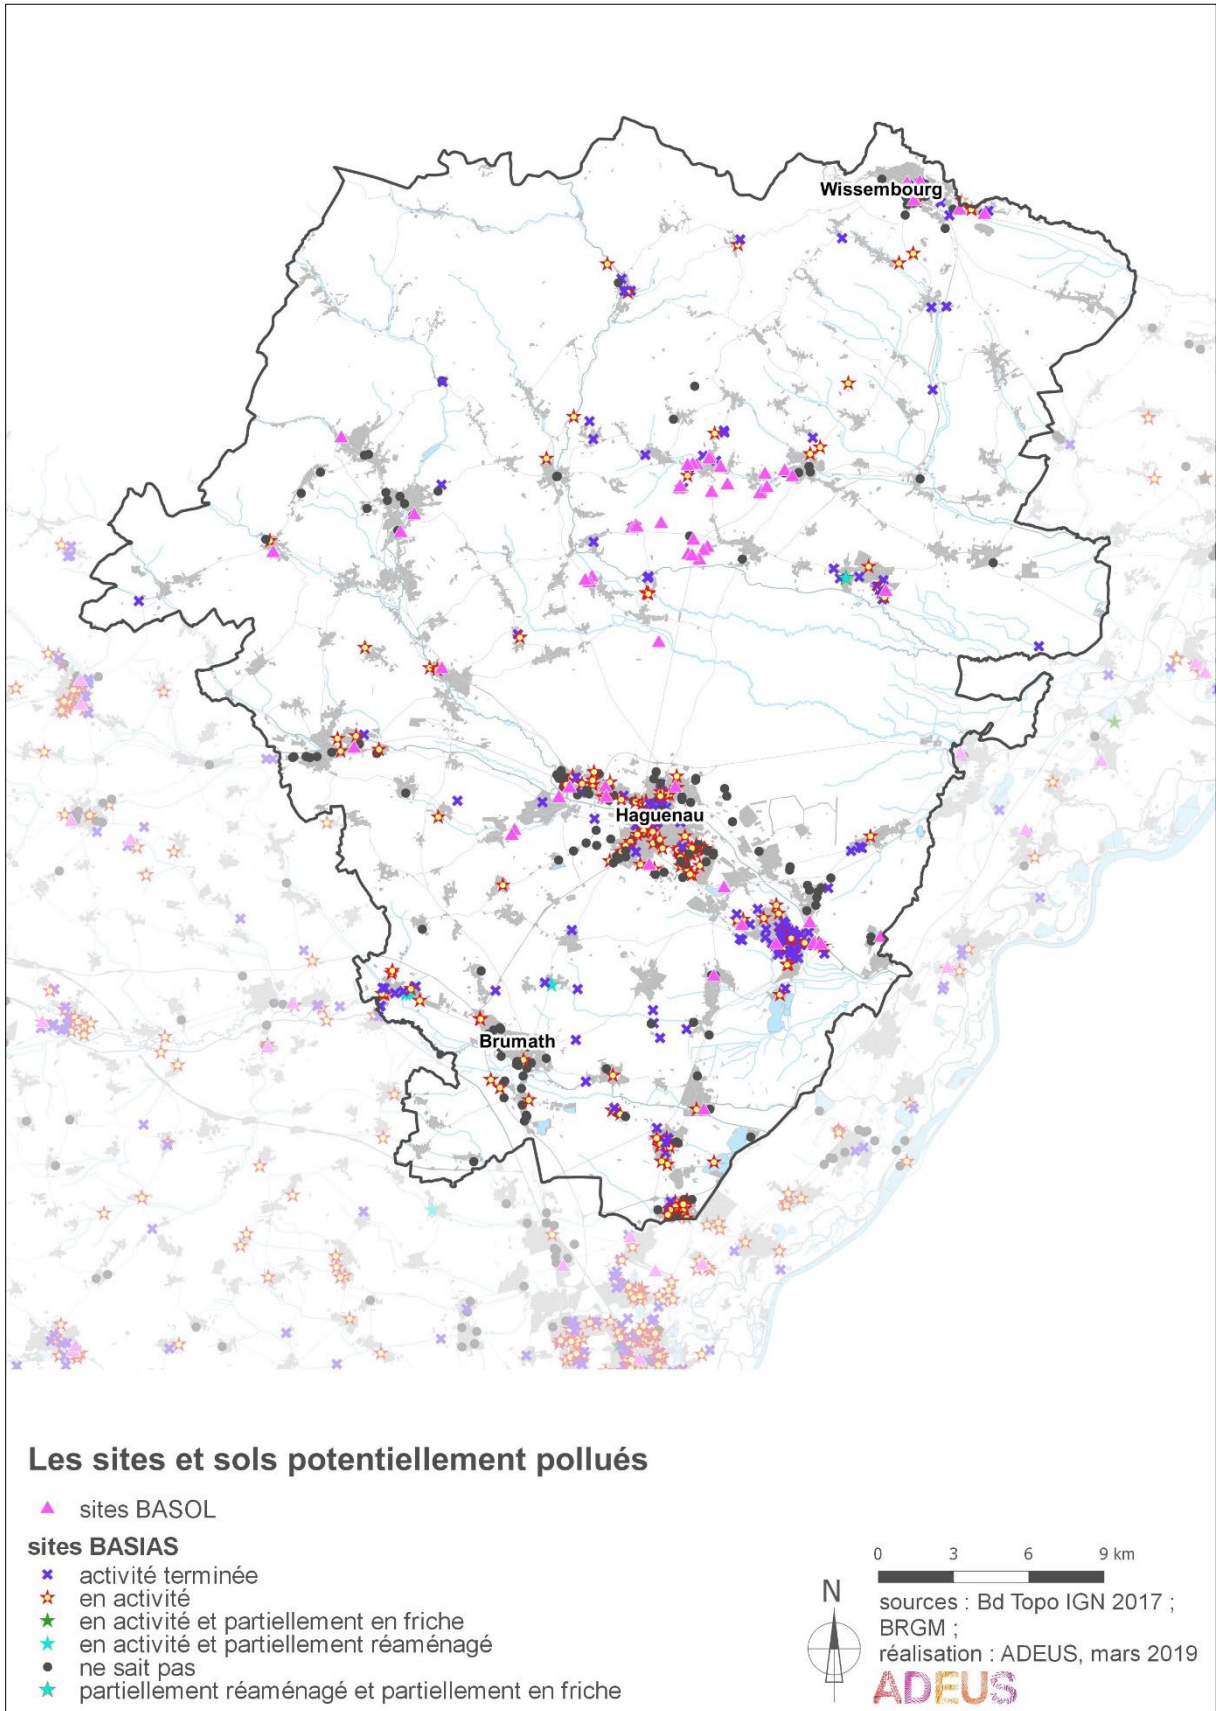 Wissembourg
Haguenau
Brumath
Les sites et sols potentiellement pollués
sites BASOL
sites BASIAS
activité terminée
en activité
en activité et partiellement en friche
en activité et partiellement réaménagé
ne sait pas
partiellement réaménagé et partiellement en friche
0 3 6 9 km
N
sources : Bd Topo IGN 2017 ;
BRGM ;
réalisation : ADEUS, mars 2019
ADEUS